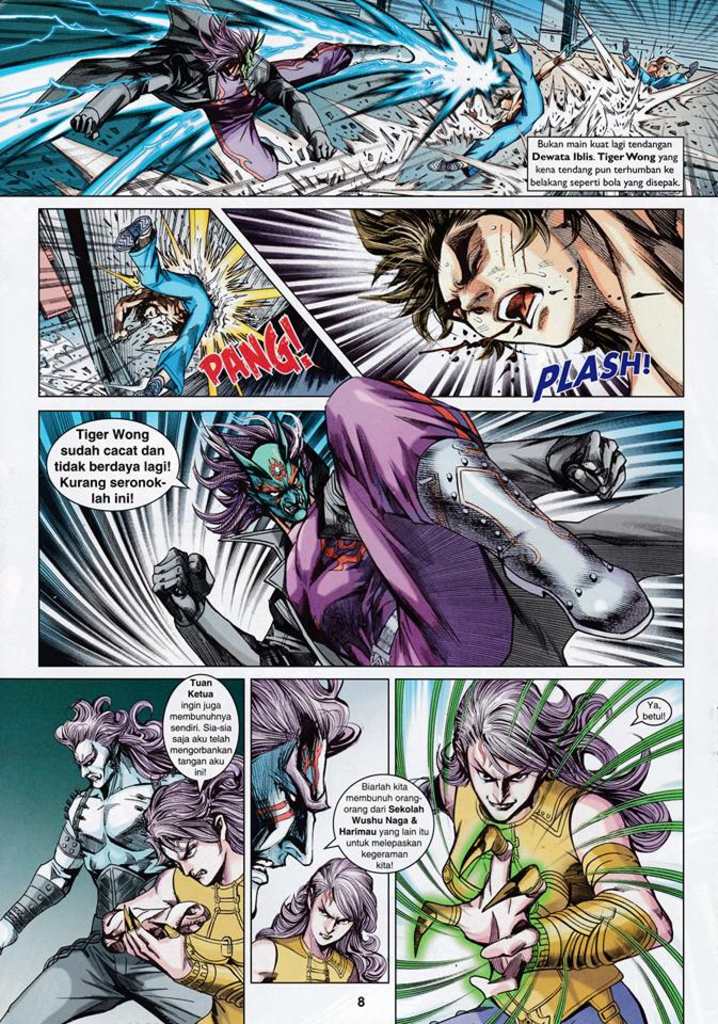 Bukan main kuat lagi tendangan
Dewata Iblis. Tiger Wong yang
kena tendang pun terhumban ke
belakang seperti bola yang disepak.
PANG!
PLASH!
Tiger Wong
sudah cacat dan
tidak berdaya lagi!
Kurang seronok-
lah ini!
Tuan
Ketua
ingin juga
membunuhnya
sendiri. Sia-sia
saja aku telah
mengorbankan
tangan aku
ini!
Biarlah kita
membunuh orang-
orang dari Sekolah
Wushu Naga &
Harimau yang lain itu
untuk melepaskan
kegeraman
kita!
Ya,
betul!
8